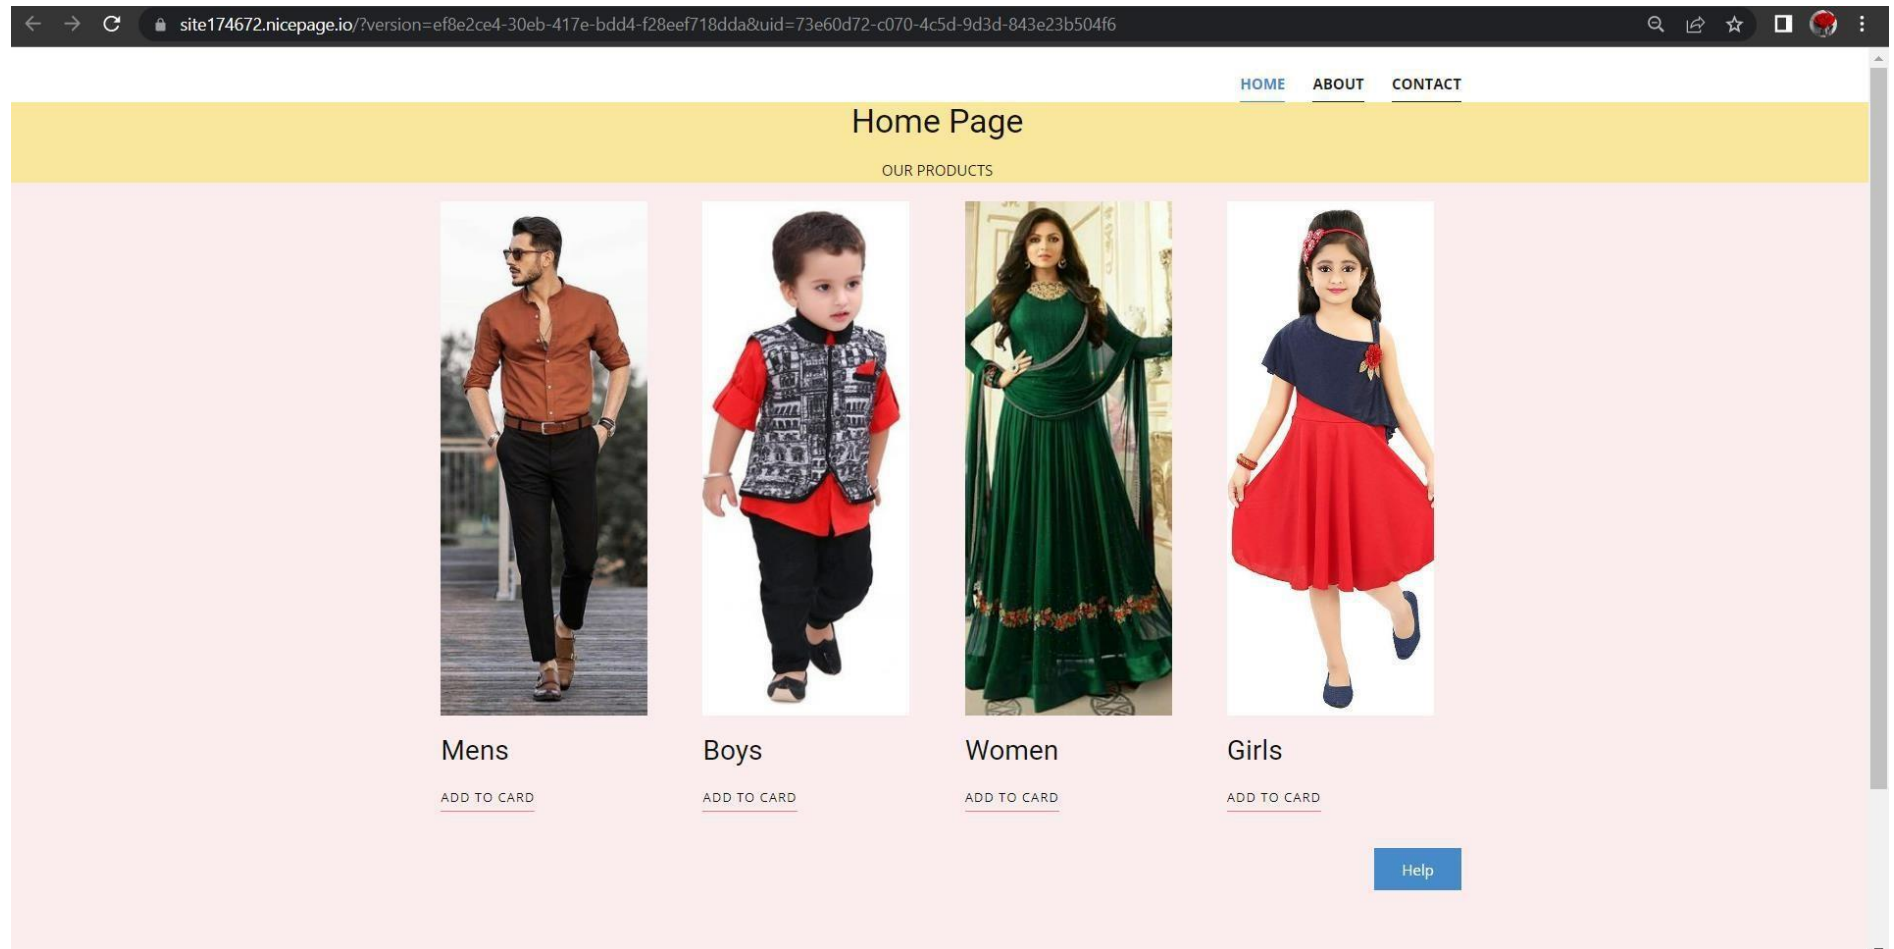 site174672.nicepage.io/?version=ef8e2ce4-30eb-417e-bdd4-f28eef718dda&uid=73e60d72-c070-4c5d-9d3d-843e23b504f6
HOME ABOUT CONTACT
Home Page
OUR PRODUCTS
Mens Boys Women Girls
ADD TO CARD ADD TO CARD ADD TO CARD ADD TO CARD
Help